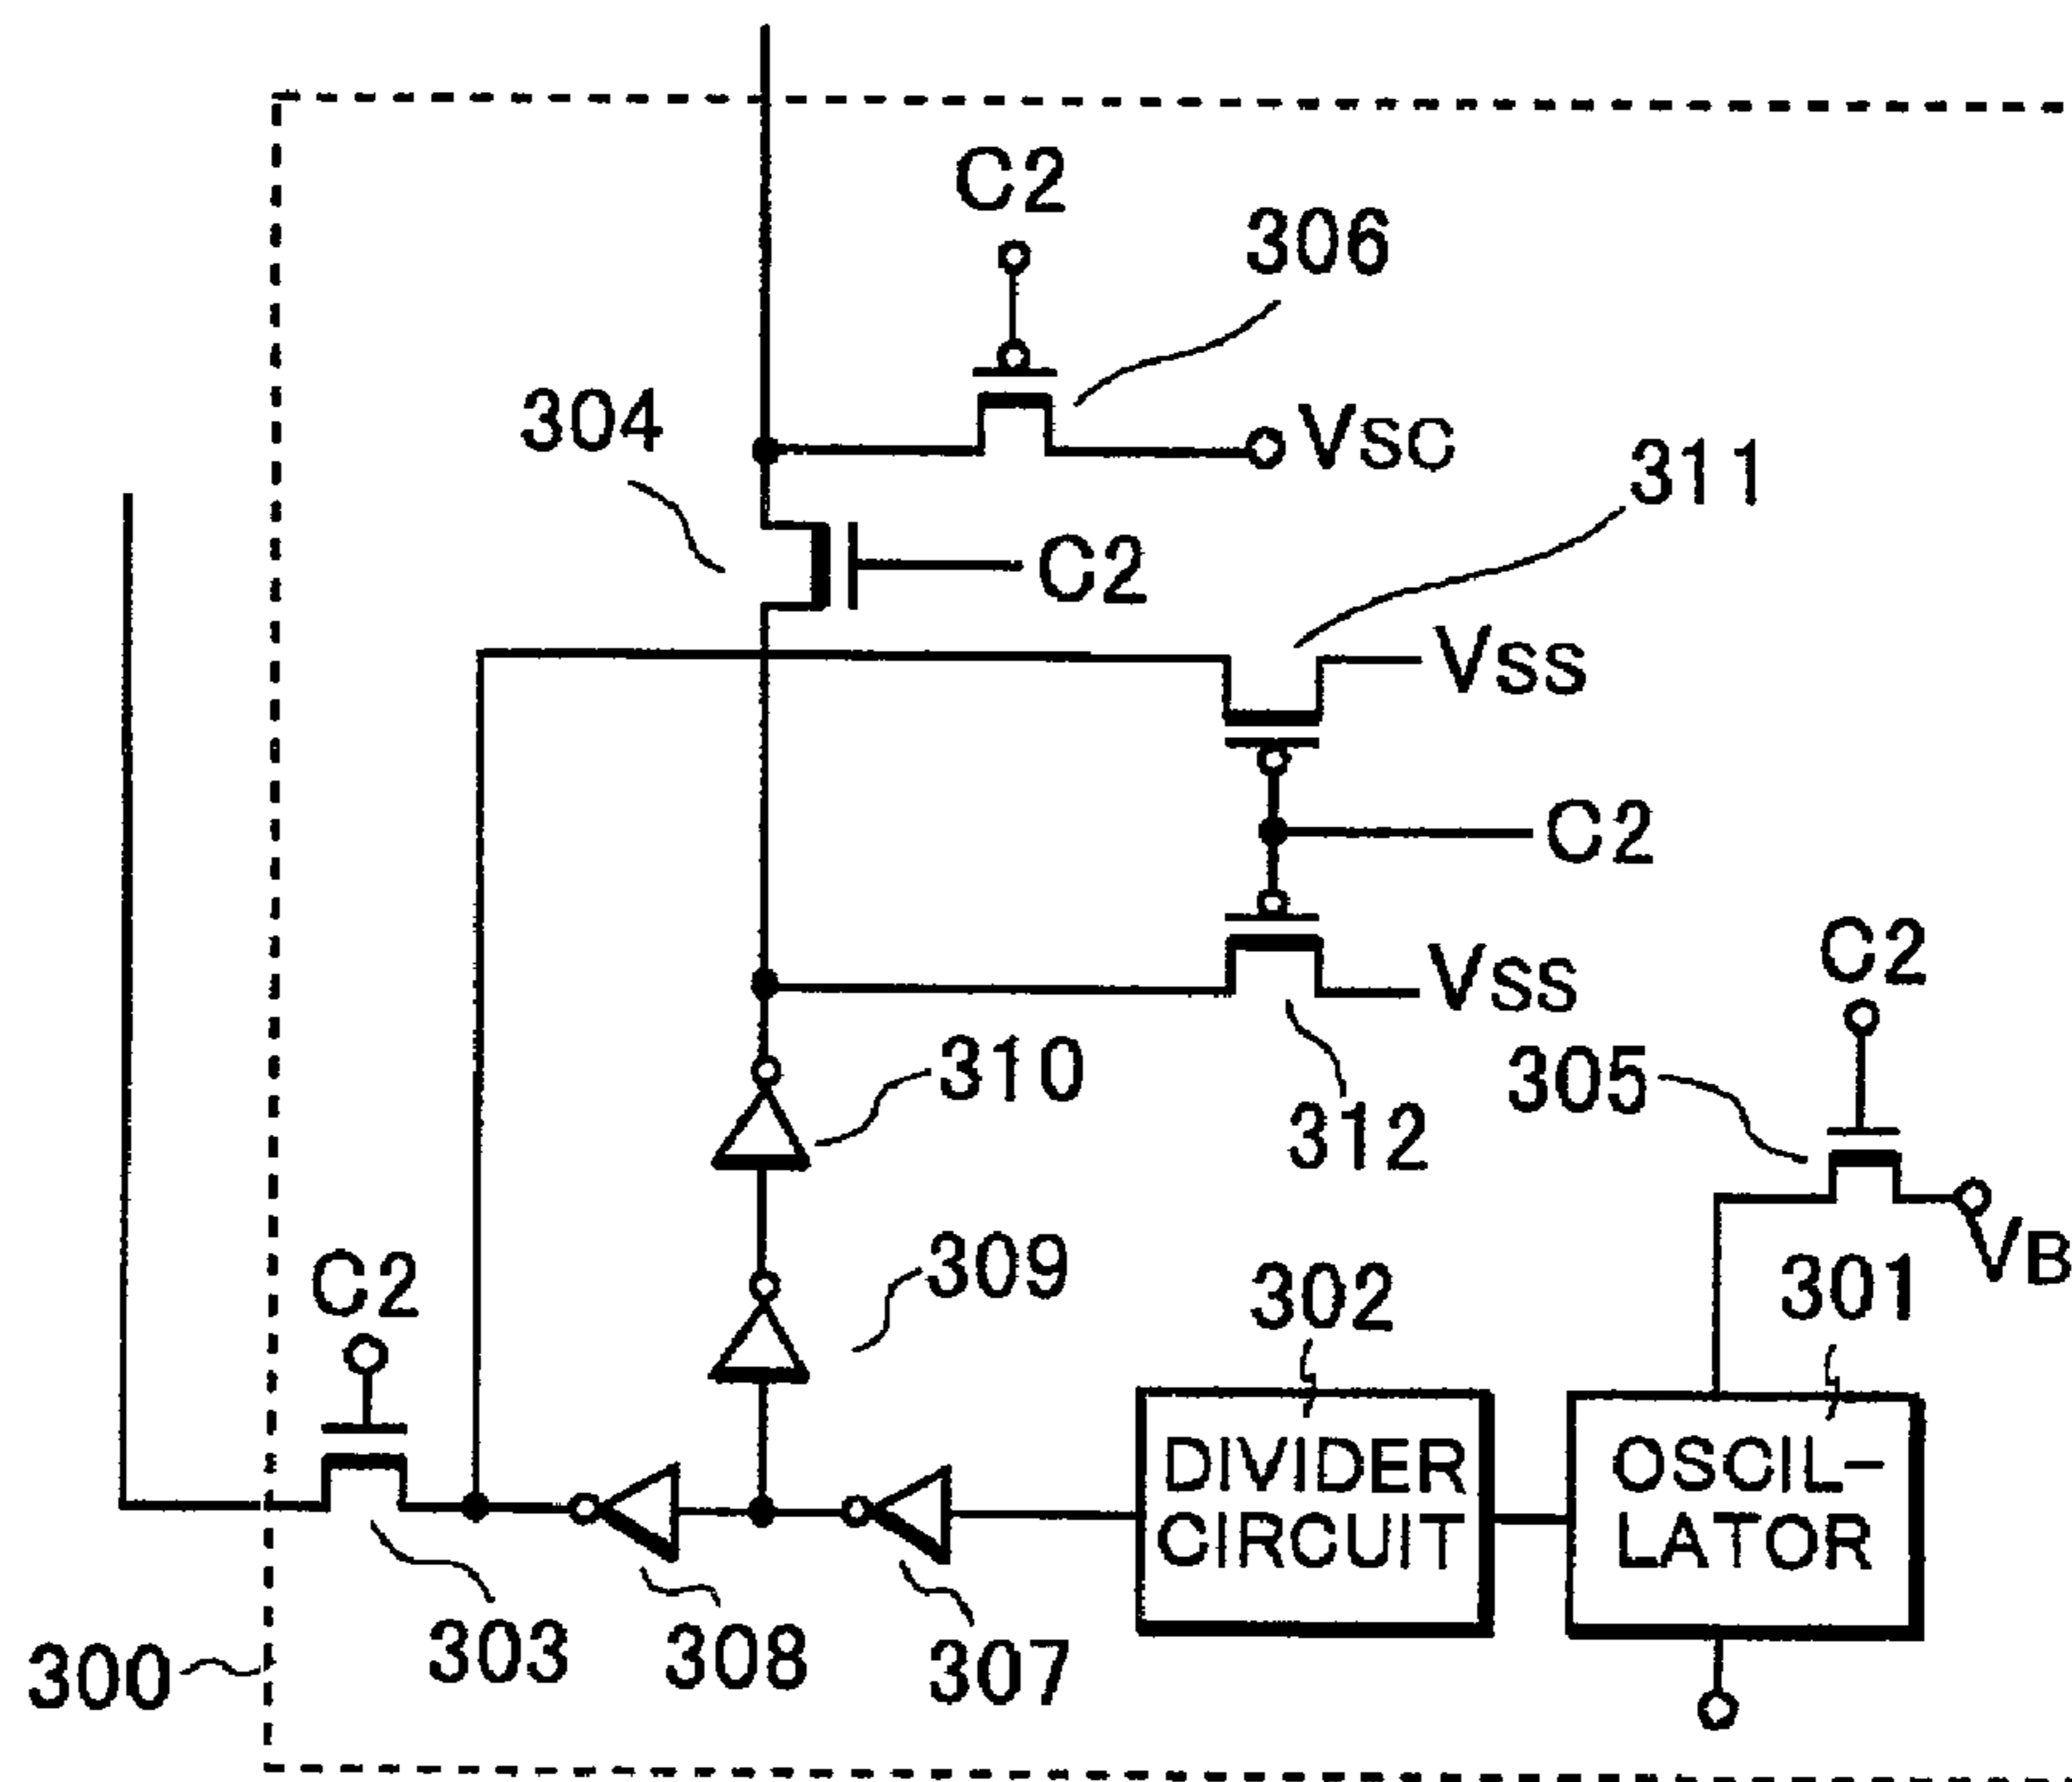 C2
306
304
VSC
311
C2
VSS
C2
C2
VSS
310
305
312
VB
309
C2
302
301
DIVIDER
CIRCUIT
OSCIL-
LATOR
303
308
307
300